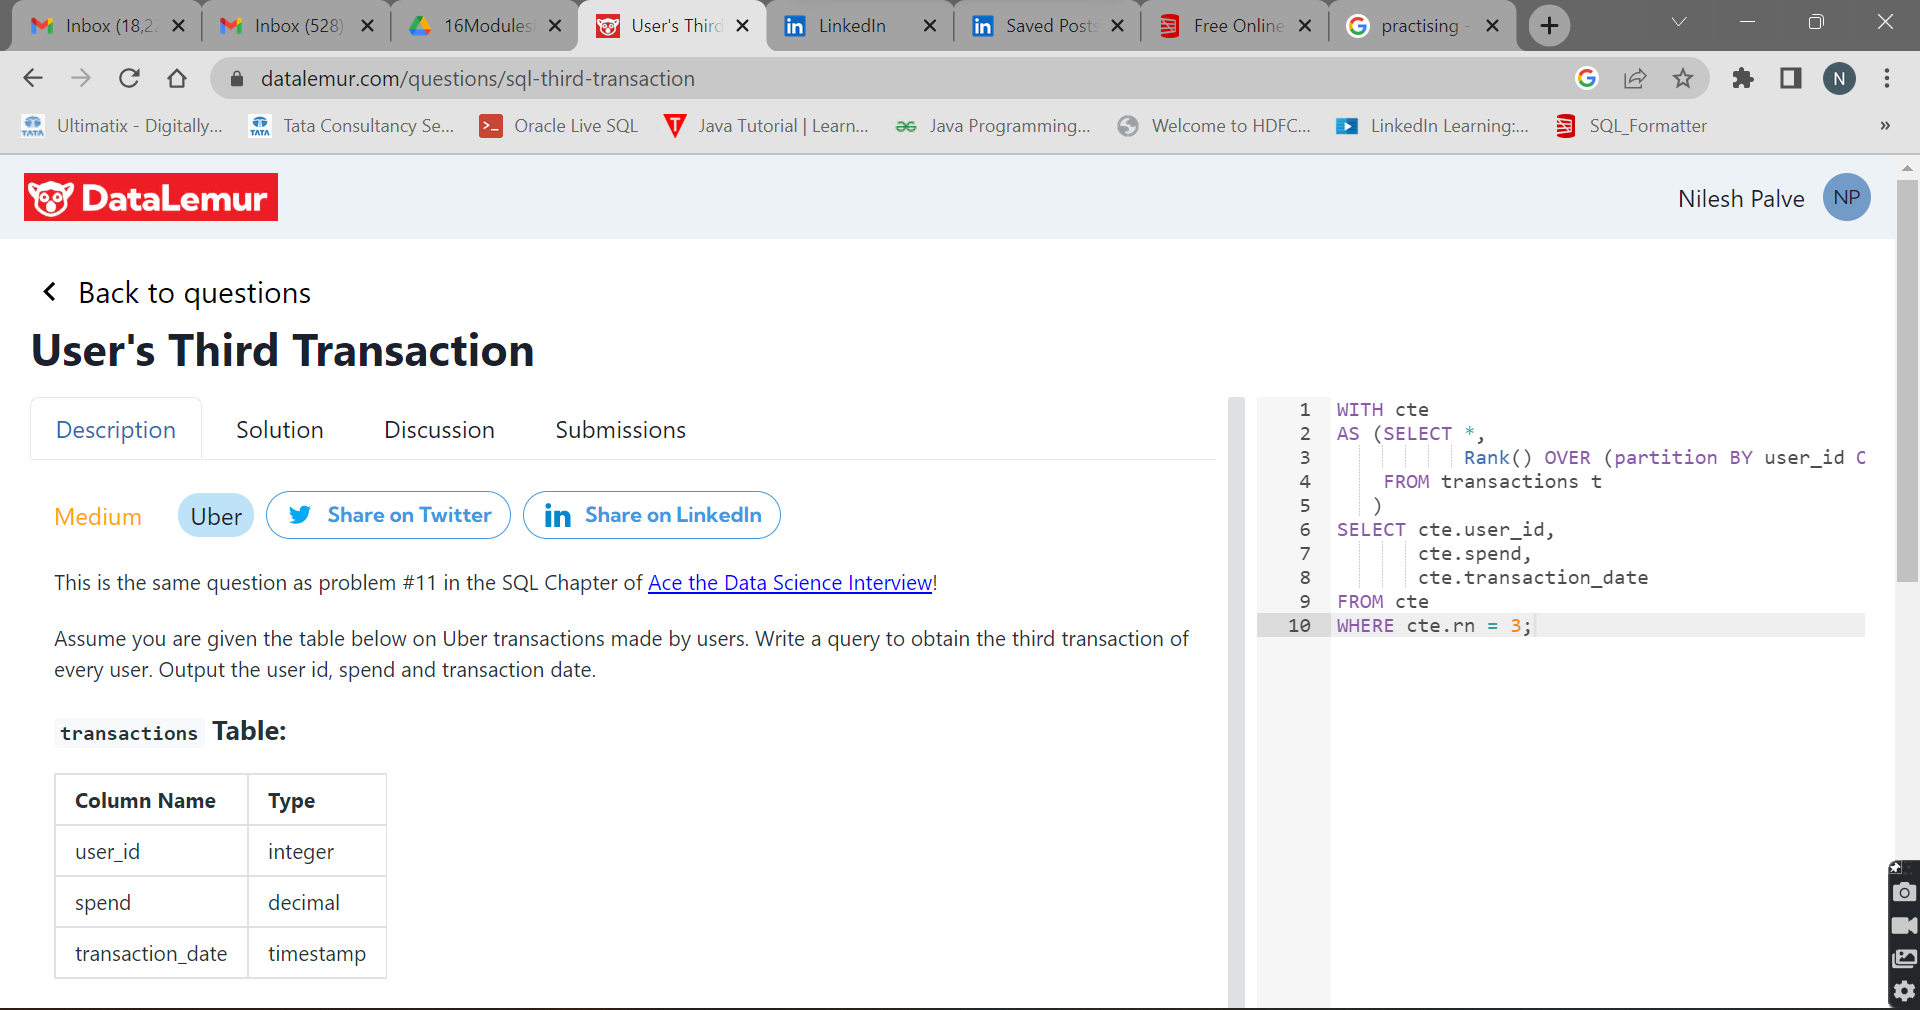 Inbox (18,22
Inbox (528)
16Modules
User's Third
LinkedIn
Saved Posts
Free Online
practising -
datalemur.com/questions/sql-third-transaction
N
Ultimatix - Digitally...
Tata Consultancy Se...
Oracle Live SQL
Java Tutorial | Learn...
Java Programming...
Welcome to HDFC...
LinkedIn Learning:...
SQL_Formatter
»
DataLemur
Nilesh Palve
NP
Back to questions
User's Third Transaction
Description
Solution
Discussion
Submissions
Medium
Uber
Share on Twitter
Share on LinkedIn
This is the same question as problem #11 in the SQL Chapter of Ace the Data Science Interview!
Assume you are given the table below on Uber transactions made by users. Write a query to obtain the third transaction of
every user. Output the user id, spend and transaction date.
transactions Table:
Column Name Type
user_id integer
spend decimal
transaction_date timestamp
1 WITH cte
2 AS (SELECT *,
3 Rank() OVER (partition BY user_id O
4 FROM transactions t
5 )
6 SELECT cte.user_id,
7 cte.spend,
8 cte.transaction_date
9 FROM cte
10 WHERE cte.rn = 3;